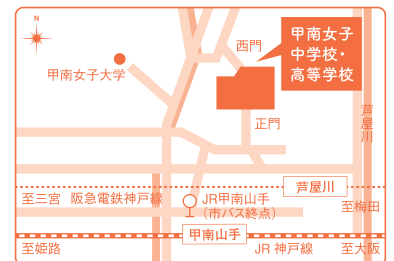 N
西門
甲南女子
中学校・
高等学校
甲南女子大学
正門
芦屋川
芦屋川
至三宮 阪急電鉄神戸線
JR甲南山手
(市バス終点)
至梅田
甲南山手
至姫路
JR 神戸線
至大阪